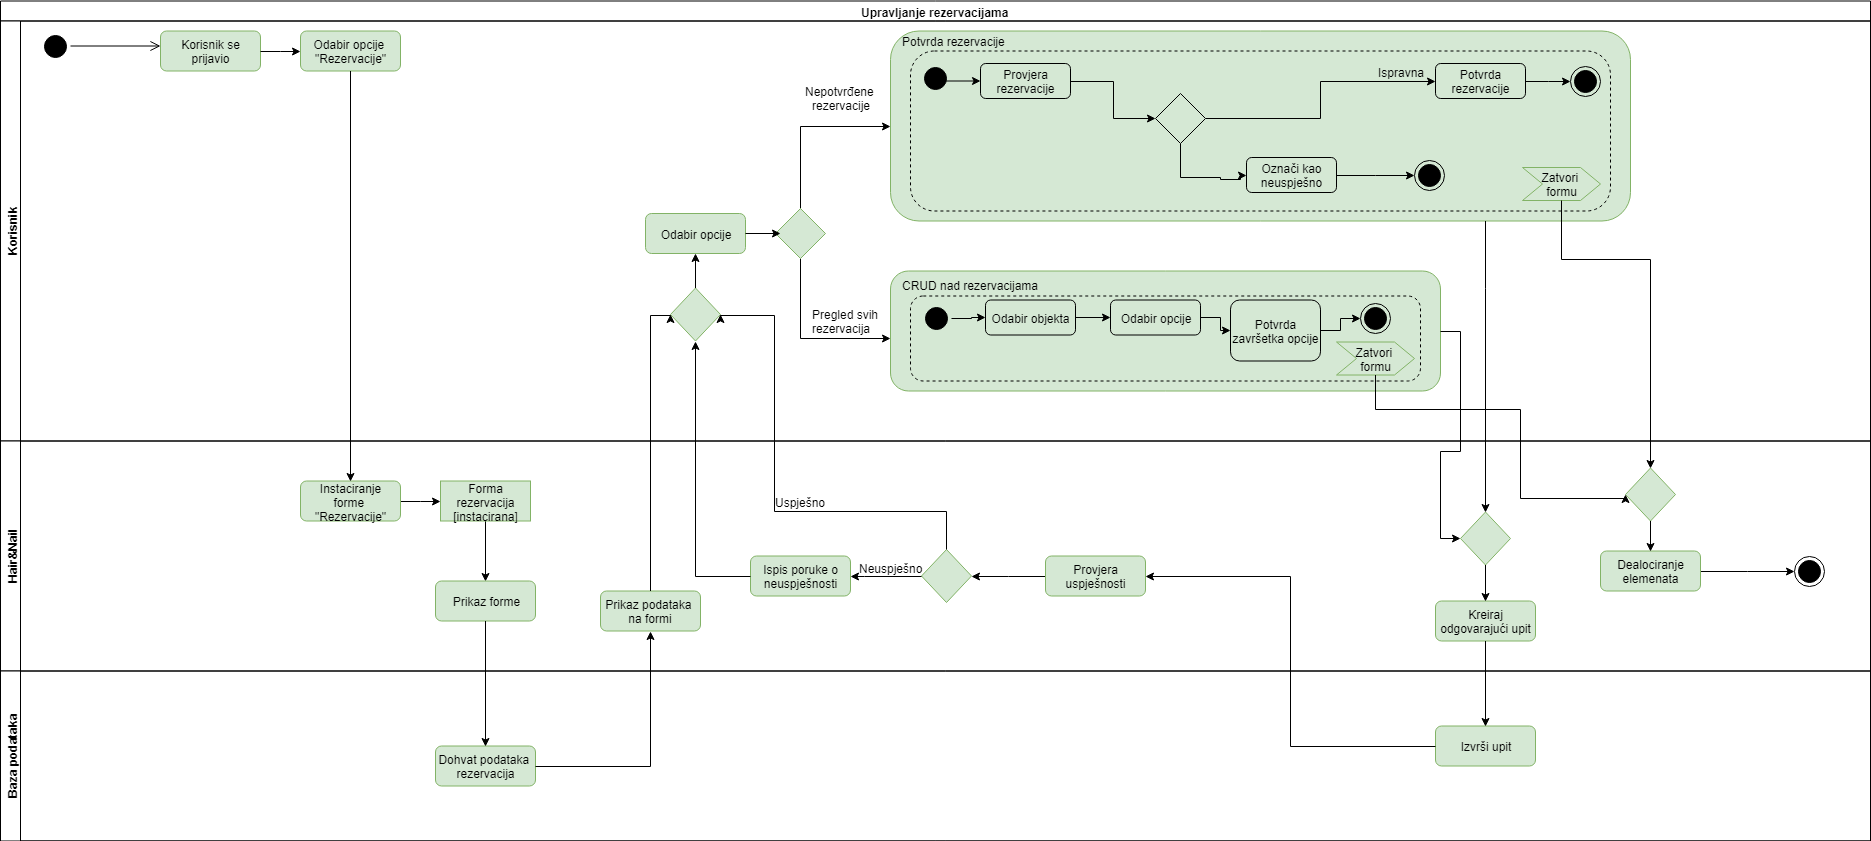 Upravljanje rezervacijama
Korisnik
Korisnik se
prijavio
Odabir opcije
"Rezervacije"
Odabir opcije
Nepotvrđene
rezervacije
Pregled svih
rezervacija
Potvrda rezervacije
Provjera
rezervacije
Ispravna
Potvrda
rezervacije
Označi kao
neuspješno
Zatvori
formu
CRUD nad rezervacijama
Odabir objekta
Odabir opcije
Potvrda
završetka opcije
Zatvori
formu
Hair&Nail
Instaciranje
forme
"Rezervacije"
Forma
rezervacija
[instacirana]
Prikaz forme
Prikaz podataka
na formi
Uspješno
Ispis poruke o
neuspješnosti
Neuspješno
Provjera
uspješnosti
Kreiraj
odgovarajući upit
Dealociranje
elemenata
Baza podataka
Dohvat podataka
rezervacija
Izvrši upit